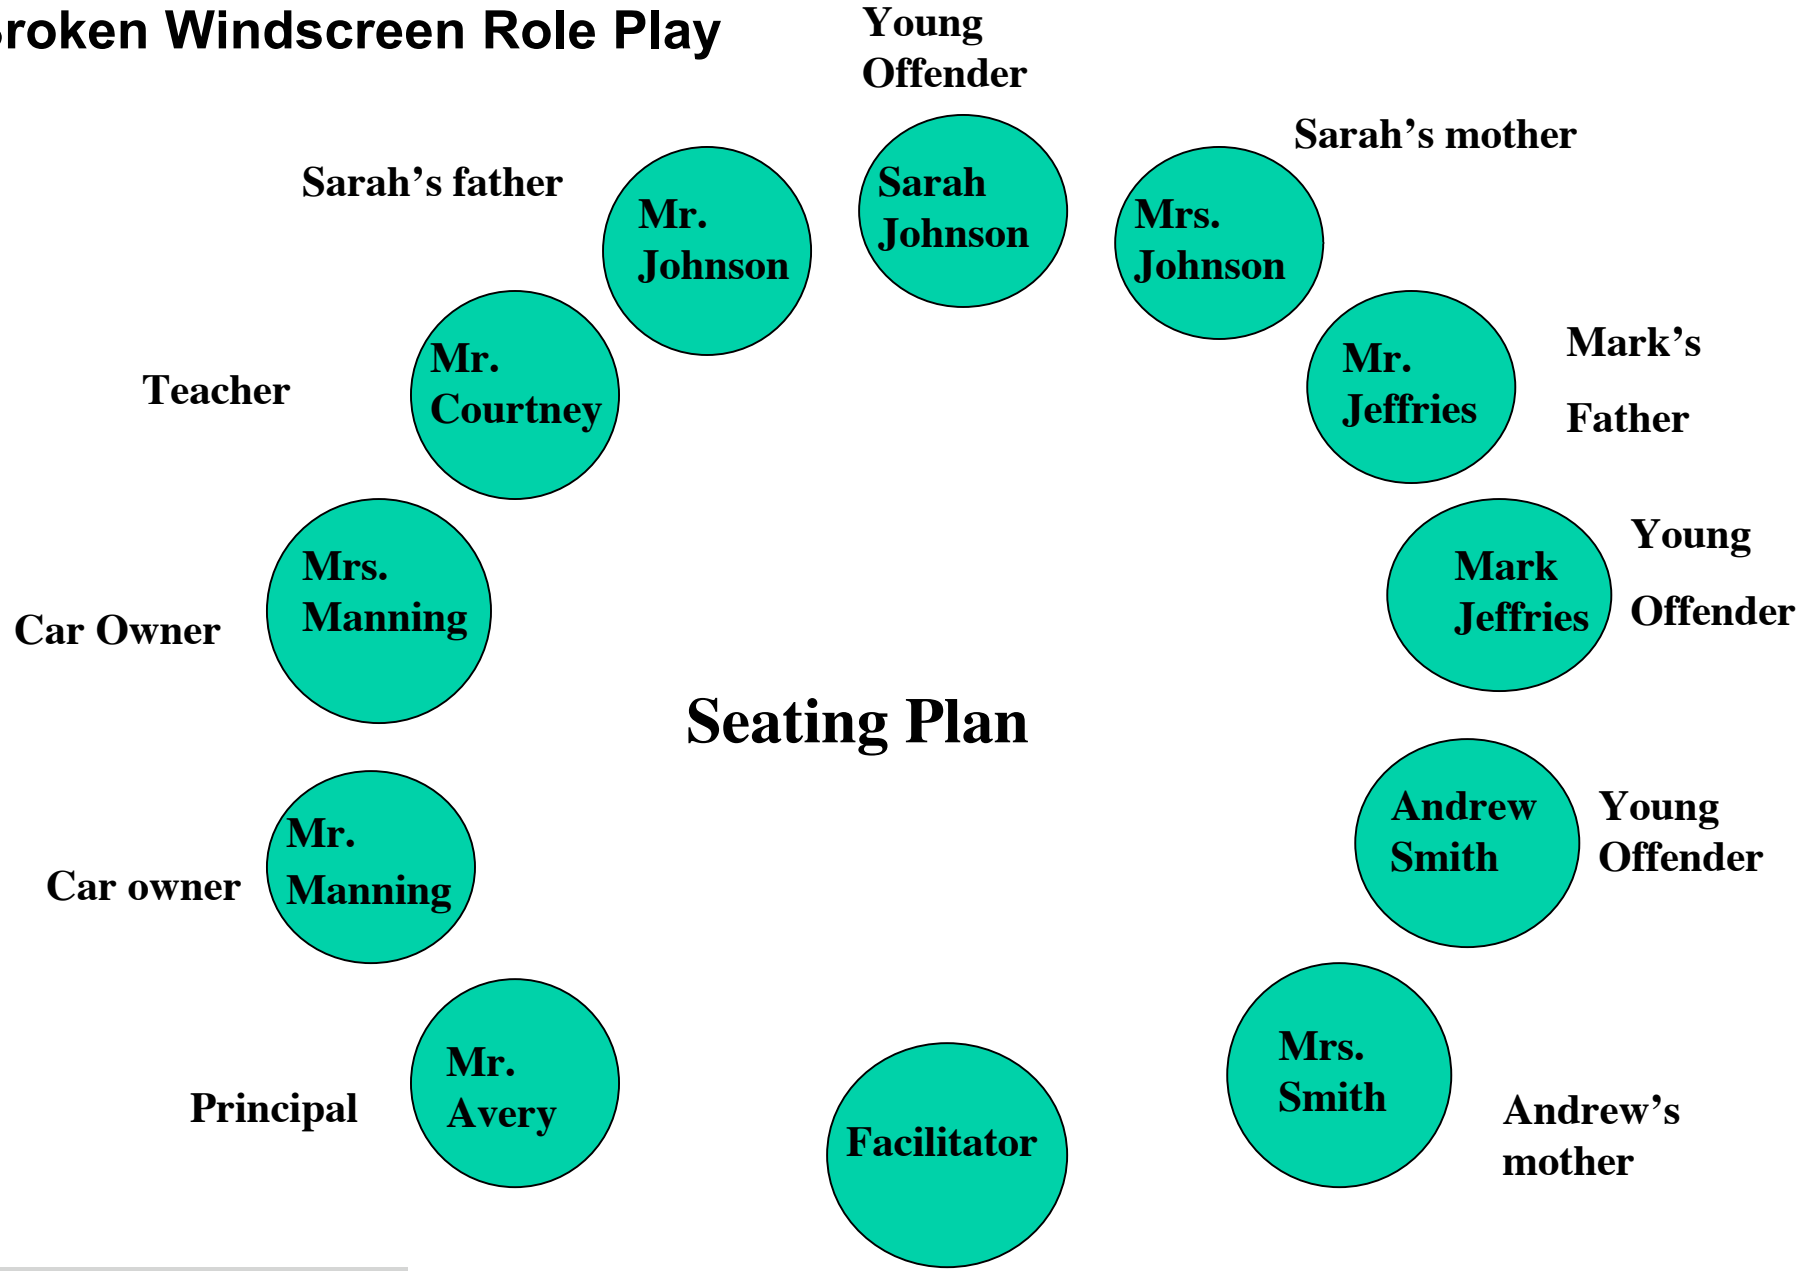 roken Windscreen Role Play
Young
Offender
Sarah's mother
Sarah's father
Mr.
Johnson
Sarah
Johnson
Mrs.
Johnson
Teacher
Mr.
Courtney
Mr.
Jeffries
Mark's
Father
Car Owner
Mrs.
Manning
Mark
Jeffries
Young
Offender
Seating Plan
Car owner
Mr.
Manning
Andrew
Smith
Young
Offender
Principal
Mr.
Avery
Facilitator
Mrs.
Smith
Andrew's
mother